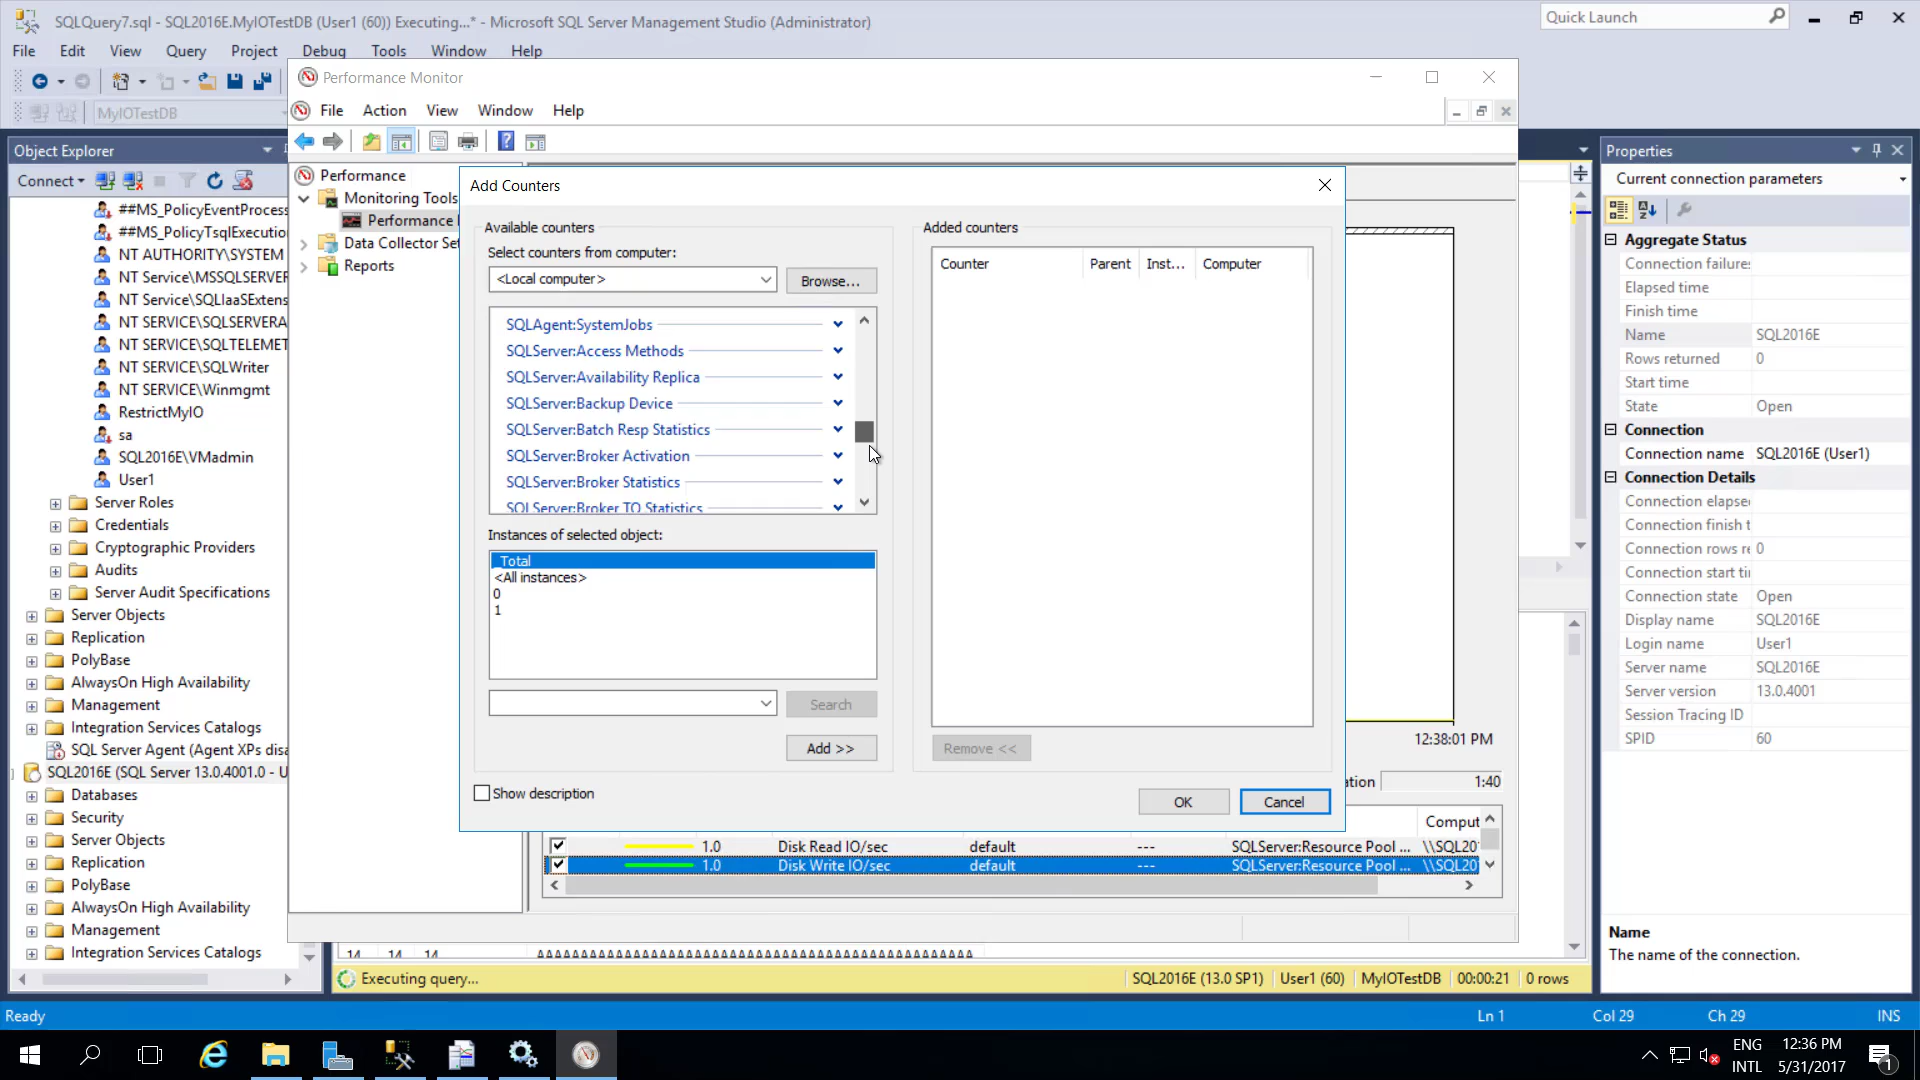 SQLQuery7.sql - SQL2016E.MyIOTestDB (User1 (60)) Executing...* - Microsoft SQL Server Management Studio (Administrator)
Quick Launch
File Edit View Query Project Debug Tools Window Help
MyIOTestDB
Performance Monitor
File Action View Window Help
Object Explorer
Connect
##MS_PolicyEventProcess
##MS_PolicyTsqlExecution
NT AUTHORITY\SYSTEM
NT Service\MSSQLSERVER
NT Service\SQLIaaSExtens
NT SERVICE\SQLSERVERA
NT SERVICE\SQLTELEMET
NT SERVICE\SQLWriter
NT SERVICE\Winmgmt
RestrictMyIO
sa
SQL2016E\VMadmin
User1
Server Roles
Credentials
Cryptographic Providers
Audits
Server Audit Specifications
Server Objects
Replication
PolyBase
AlwaysOn High Availability
Management
Integration Services Catalogs
SQL Server Agent (Agent XPs disa
SQL2016E (SQL Server 13.0.4001.0 - U
Databases
Security
Server Objects
Replication
PolyBase
AlwaysOn High Availability
Management
Integration Services Catalogs
Performance
Monitoring Tools
Performance
Data Collector Set
Reports
Add Counters
Available counters
Select counters from computer:
<Local computer>
Browse...
SQLAgent:SystemJobs
SQLServer:Access Methods
SQLServer:Availability Replica
SQLServer:Backup Device
SQLServer:Batch Resp Statistics
SQLServer:Broker Activation
SQLServer:Broker Statistics
SQLServer:Broker TO Statistics
Instances of selected object:
_Total
<All instances>
0
1
Search
Add >>
Show description
Added counters
Counter Parent Inst... Computer
Remove <<
OK Cancel
12:38:01 PM
ation 1:40
Comput
1.0 Disk Read IO/sec default --- SQLServer:Resource Pool ... \\SQL20
1.0 Disk Write IO/sec default --- SQLServer:Resource Pool ... \\SQL20
14 14 14 AAAAAAAAAAAAAAAAAAAAAAAAAAAAAAAAAAAAAAAAAAAAAAAAAA
Executing query... SQL2016E (13.0 SP1) User1 (60) MyIOTestDB 00:00:21 0 rows
Properties
Current connection parameters
Aggregate Status
Connection failures
Elapsed time
Finish time
Name SQL2016E
Rows returned 0
Start time
State Open
Connection
Connection name SQL2016E (User1)
Connection Details
Connection elapse
Connection finish t
Connection rows re 0
Connection start ti
Connection state Open
Display name SQL2016E
Login name User1
Server name SQL2016E
Server version 13.0.4001
Session Tracing ID
SPID 60
Name
The name of the connection.
Ready Ln 1 Col 29 Ch 29 INS
ENG
INTL
12:36 PM
5/31/2017
1